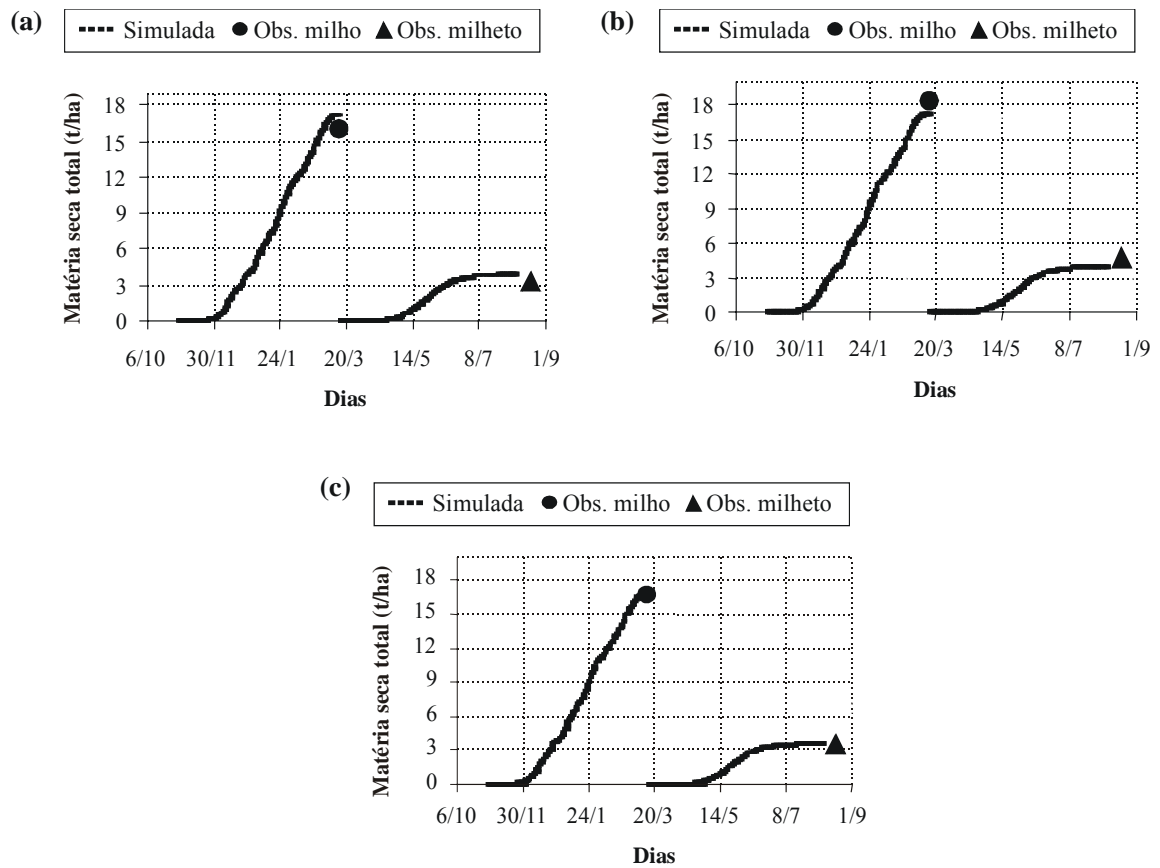 (a)
Simulada Obs. milho Obs. milheto
Matéria seca total (t/ha)
18
15
12
9
6
3
0
6/10 30/11 24/1 20/3 14/5 8/7 1/9
Dias
(b)
Simulada Obs. milho Obs. milheto
Matéria seca total (t/ha)
18
15
12
9
6
3
0
6/10 30/11 24/1 20/3 14/5 8/7 1/9
Dias
(c)
Simulada Obs. milho Obs. milheto
Matéria seca total (t/ha)
18
15
12
9
6
3
0
6/10 30/11 24/1 20/3 14/5 8/7 1/9
Dias